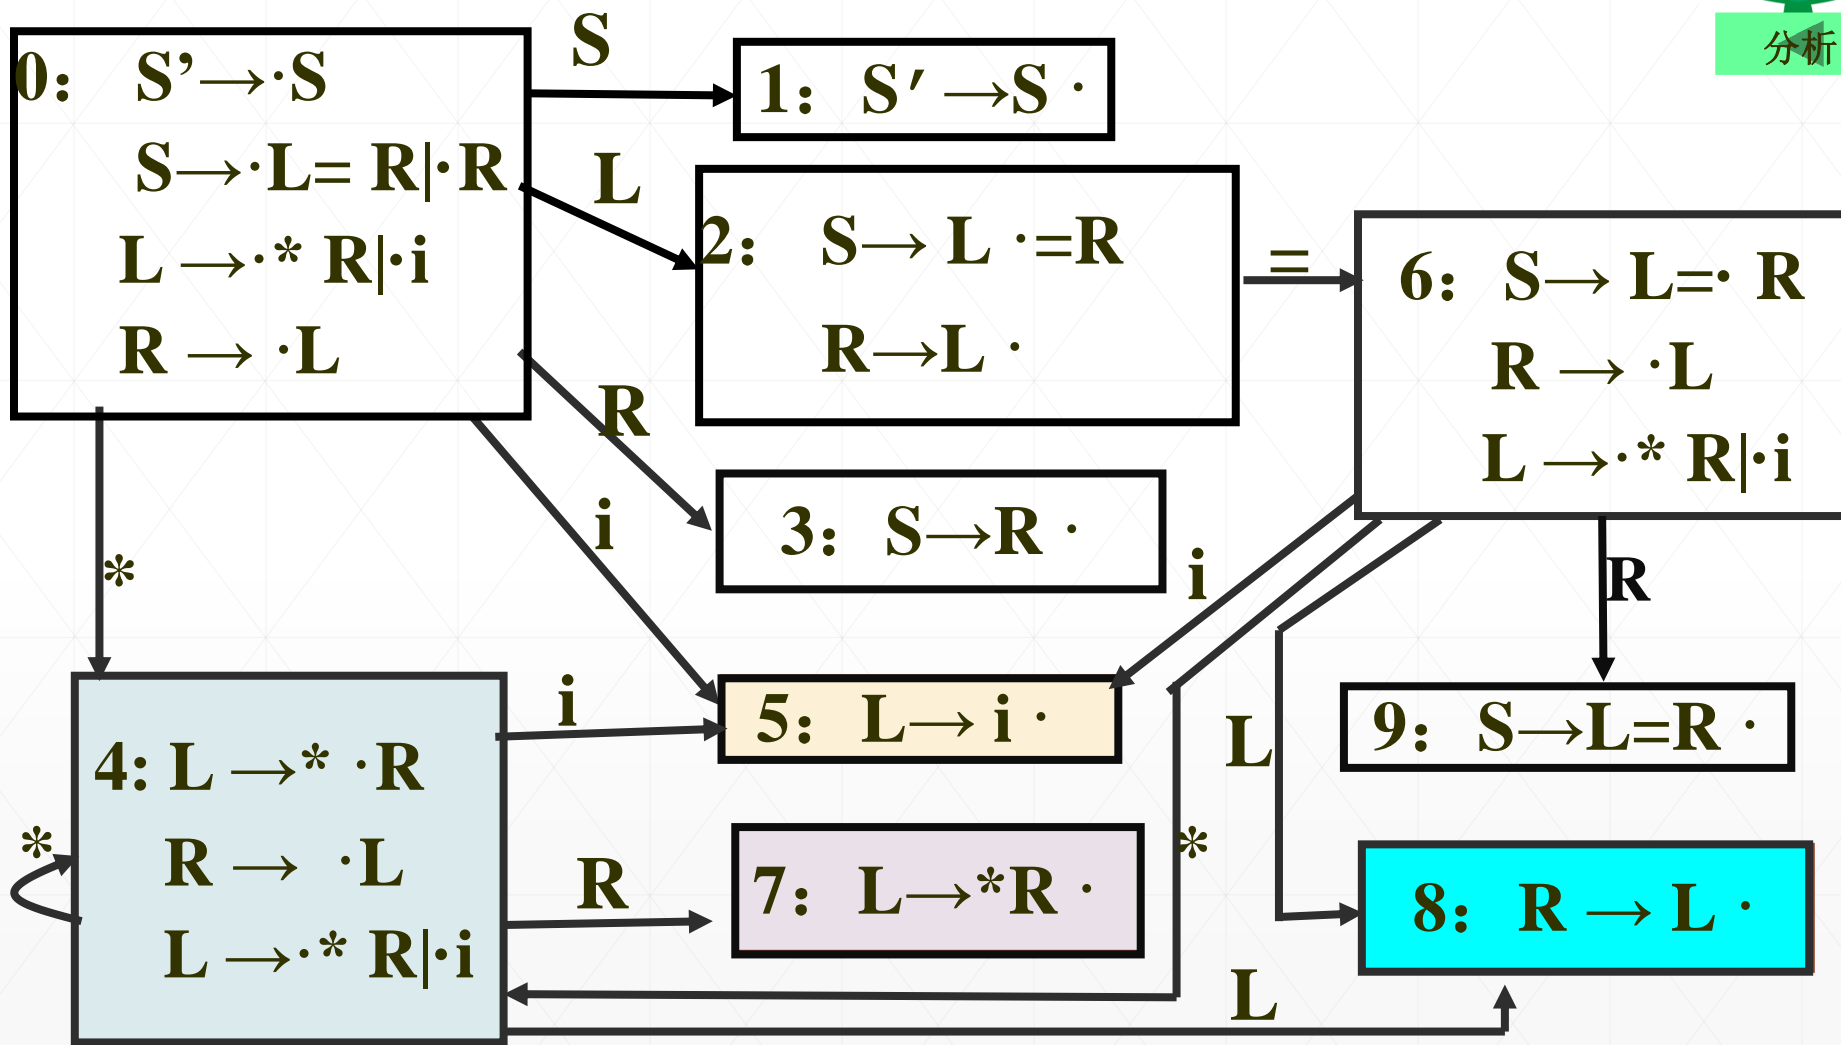 分析
S
0： S’→·S
S→·L= R|·R
L →·* R|·i
R → ·L
1： S′ →S ·
L
2： S→ L ·=R
R→L ·
=
6： S→ L=· R
R → ·L
L →·* R|·i
R
3： S→R ·
i
i
*
R
4: L →* ·R
R → ·L
L →·* R|·i
i
5： L→ i ·
L
9： S→L=R ·
*
R
7： L→*R ·
*
8： R → L ·
L